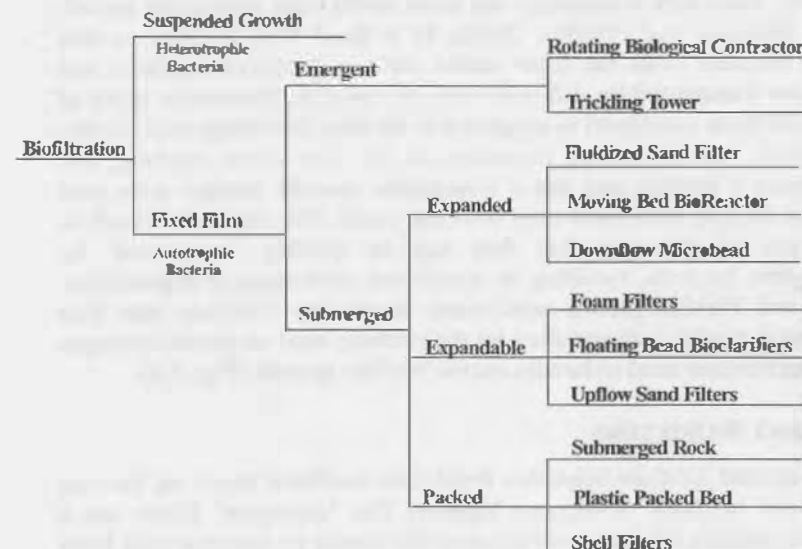 Suspended Growth
Heterotrophic
Bacteria
Emergent
Rotating Biological Contractor
Trickling Tower
Biofiltration
Fixed Film
Autotrophic
Bacteria
Submerged
Expanded
Fluidized Sand Filter
Moving Bed BioReactor
Downflow Microbead
Expandable
Foam Filters
Floating Bead Bioclarifiers
Upflow Sand Filters
Packed
Submerged Rock
Plastic Packed Bed
Shell Filters